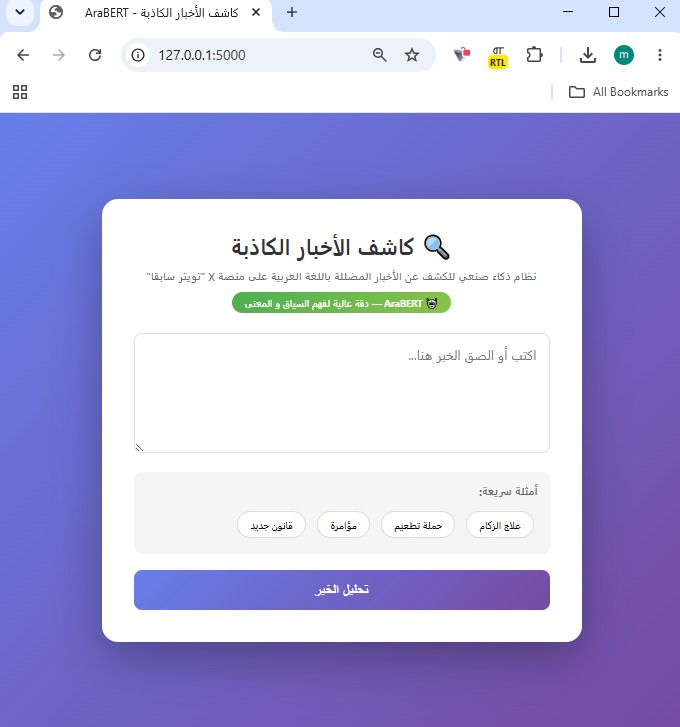 كاشف الأخبار الكاذبة - AraBERT
127.0.0.1:5000
RTL
m
All Bookmarks
كاشف الأخبار الكاذبة
نظام ذكاء صنعي للكشف عن الأخبار المضللة باللغة العربية على منصة X "تويتر سابقا"
AraBERT — دقة عالية لفهم السياق و المعنى
اكتب أو الصق الخبر هنا...
أمثلة سريعة:
علاج الزكام
حملة تطعيم
مؤامرة
قانون جديد
تحليل الخبر